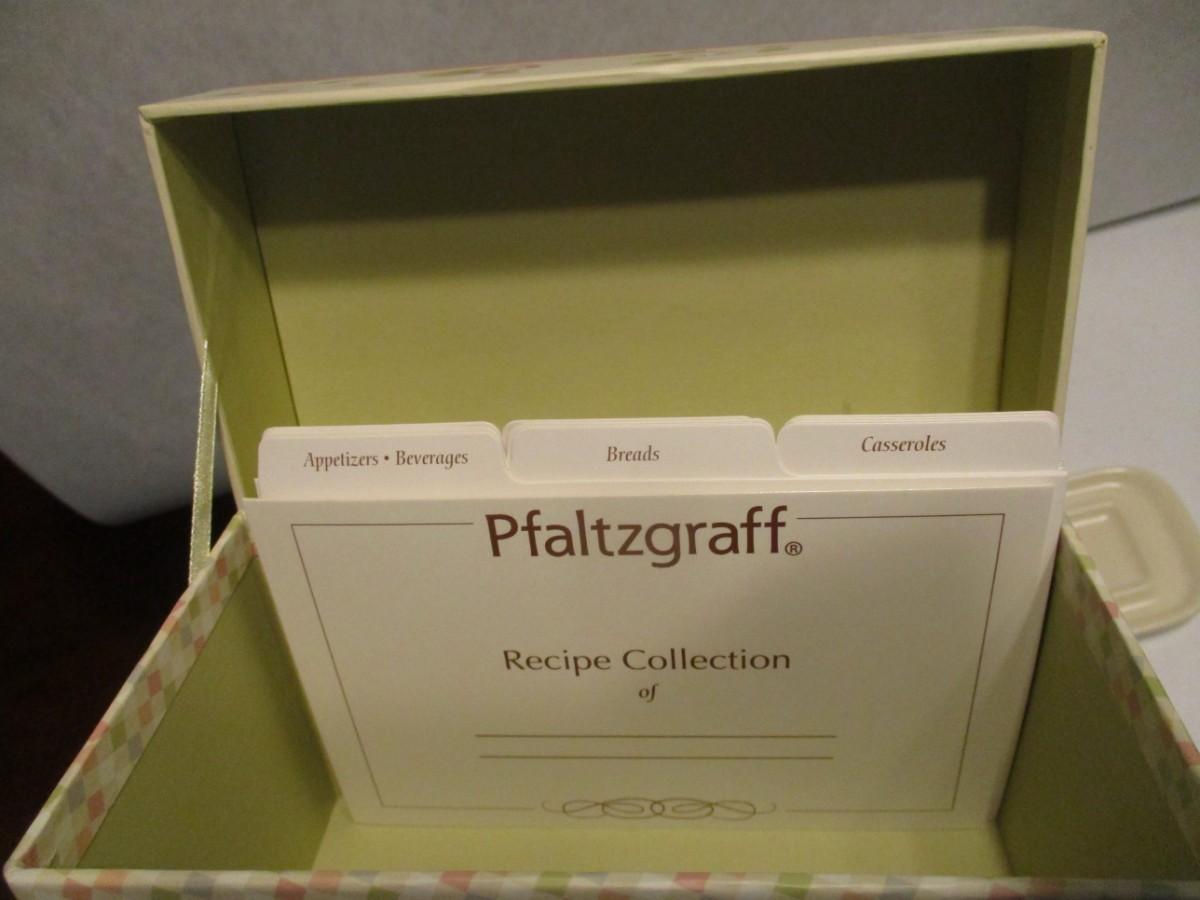 Appetizers • Beverages
Breads
Casseroles
Pfaltzgraff®
Recipe Collection
of